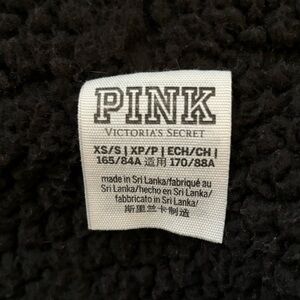 PINK
VICTORIA'S SECRET
XS/S | XP/P | ECH/CH |
165/84A 适用 170/88A
made in Sri Lanka/fabriqué au
Sri Lanka/hecho en Sri Lanka/
fabbricato in Sri Lanka/
斯里兰卡制造